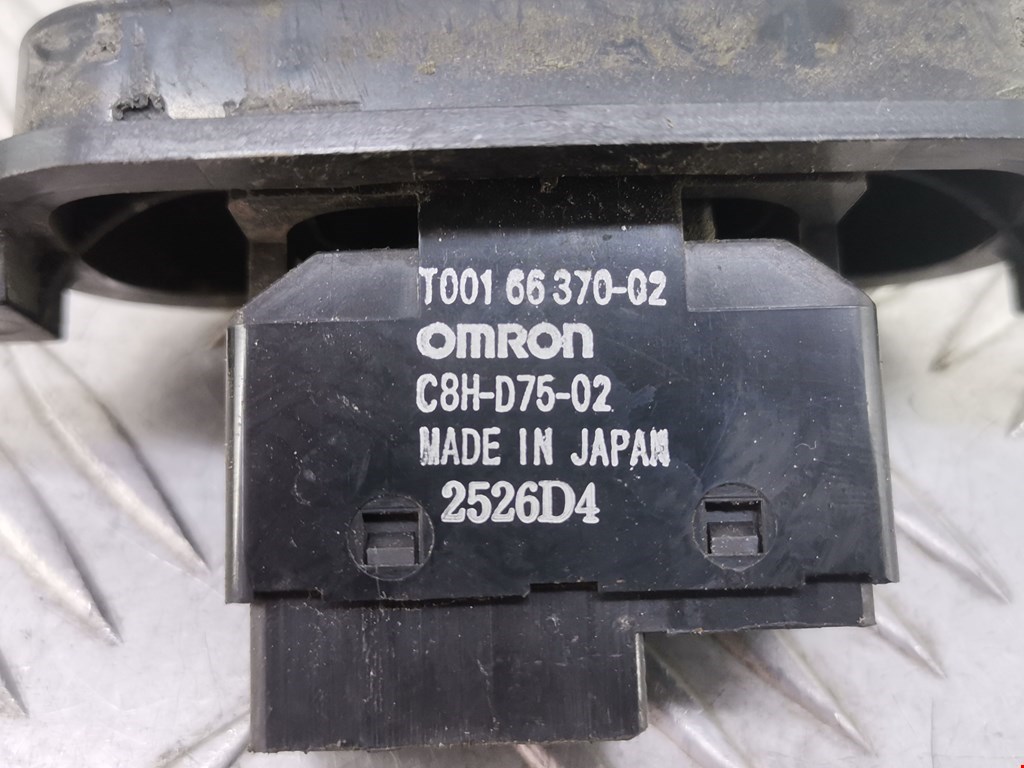 T001 66 370-02
OMRON
C8H-D75-02
MADE IN JAPAN
2526D4